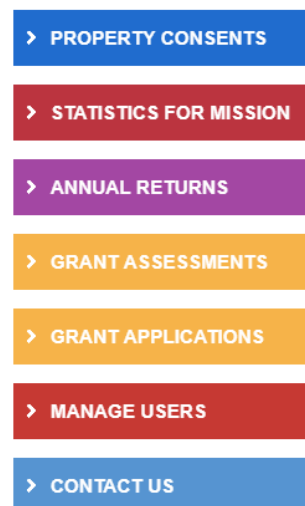 PROPERTY CONSENTS
STATISTICS FOR MISSION
ANNUAL RETURNS
GRANT ASSESSMENTS
GRANT APPLICATIONS
MANAGE USERS
CONTACT US